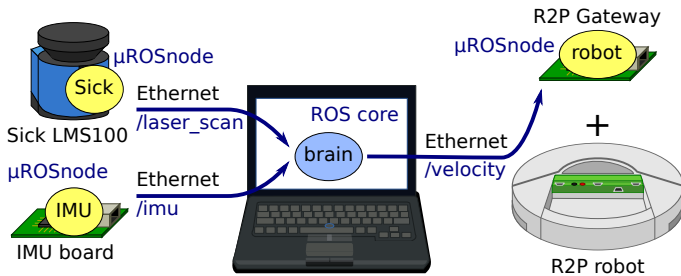 µROSnode
Sick
Sick LMS100
Ethernet
/laser_scan
µROSnode
IMU
IMU board
Ethernet
/imu
ROS core
brain
Ethernet
/velocity
R2P Gateway
µROSnode
robot
+
R2P robot